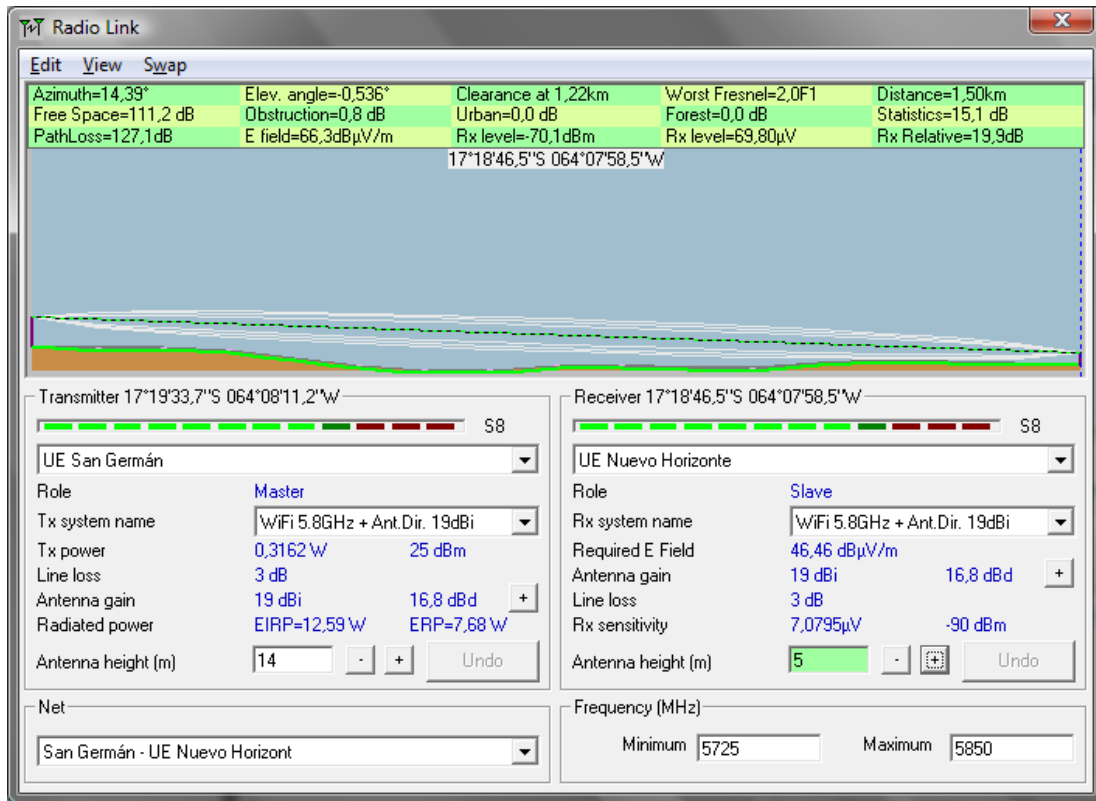 Radio Link
Edit View Swap
Azimuth=14,39° Elev. angle=-0,536° Clearance at 1,22km Worst Fresnel=2,0F1 Distance=1,50km
Free Space=111,2 dB Obstruction=0,8 dB Urban=0,0 dB Forest=0,0 dB Statistics=15,1 dB
PathLoss=127,1dB E field=66,3dBµV/m Rx level=-70,1dBm Rx level=69,80µV Rx Relative=19,9dB
17°18'46,5''S 064°07'58,5''W
Transmitter 17°19'33,7''S 064°08'11,2''W
S8
UE San Germán
Role Master
Tx system name WiFi 5.8GHz + Ant.Dir. 19dBi
Tx power 0,3162 W 25 dBm
Line loss 3 dB
Antenna gain 19 dBi 16,8 dBd +
Radiated power EIRP=12,59 W ERP=7,68 W
Antenna height (m) 14 - + Undo
Net
San Germán - UE Nuevo Horizont
Receiver 17°18'46,5''S 064°07'58,5''W
S8
UE Nuevo Horizonte
Role Slave
Rx system name WiFi 5.8GHz + Ant.Dir. 19dBi
Required E Field 46,46 dBµV/m
Antenna gain 19 dBi 16,8 dBd +
Line loss 3 dB
Rx sensitivity 7,0795µV -90 dBm
Antenna height (m) 5 - + Undo
Frequency (MHz)
Minimum 5725 Maximum 5850